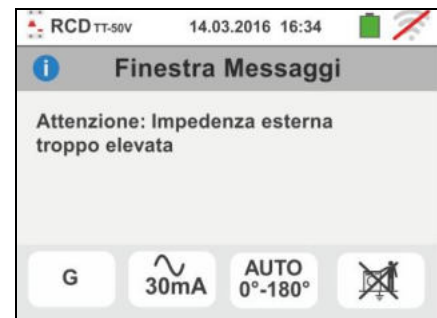 RCD TT-50V 14.03.2016 16:34
Finestra Messaggi
Attenzione: Impedenza esterna
troppo elevata
G 30mA AUTO
0°-180°